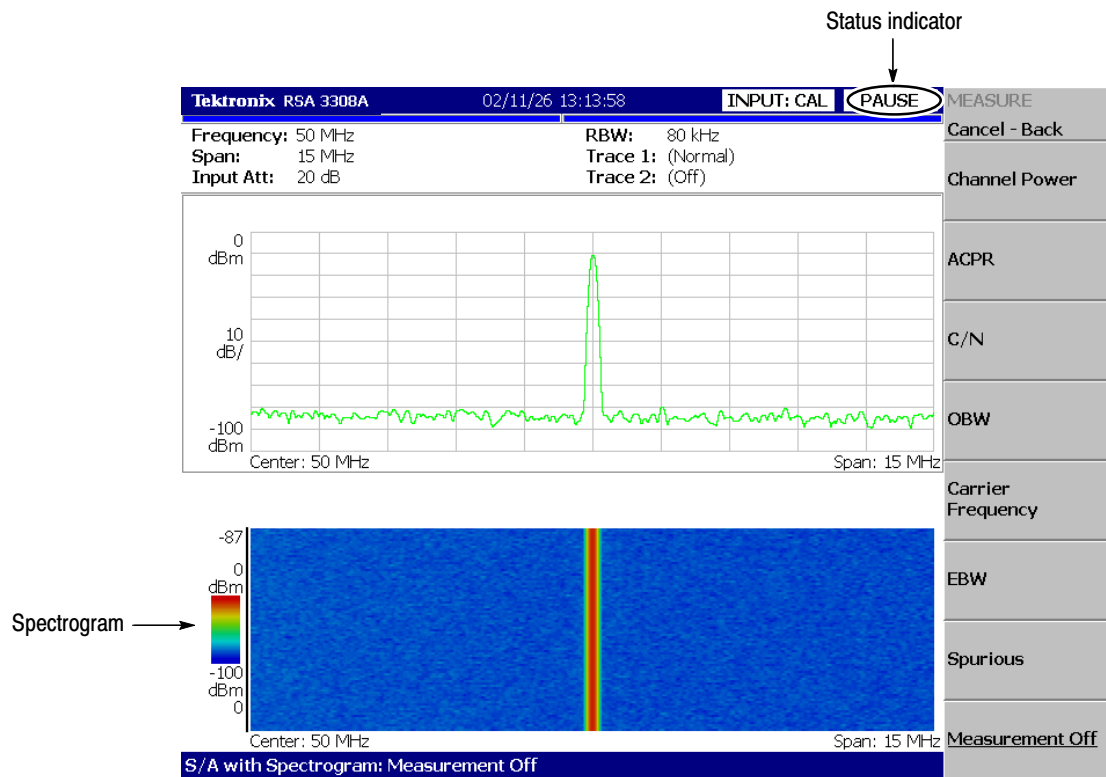 Status indicator
Tektronix RSA 3308A 02/11/26 13:13:58 INPUT: CAL PAUSE
Frequency: 50 MHz RBW: 80 kHz
Span: 15 MHz Trace 1: (Normal)
Input Att: 20 dB Trace 2: (Off)
0
dBm
10
dB/
-100
dBm
Center: 50 MHz Span: 15 MHz
-87
0
dBm
Spectrogram
-100
dBm
0
Center: 50 MHz Span: 15 MHz
S/A with Spectrogram: Measurement Off
MEASURE
Cancel - Back
Channel Power
ACPR
C/N
OBW
Carrier
Frequency
EBW
Spurious
Measurement Off